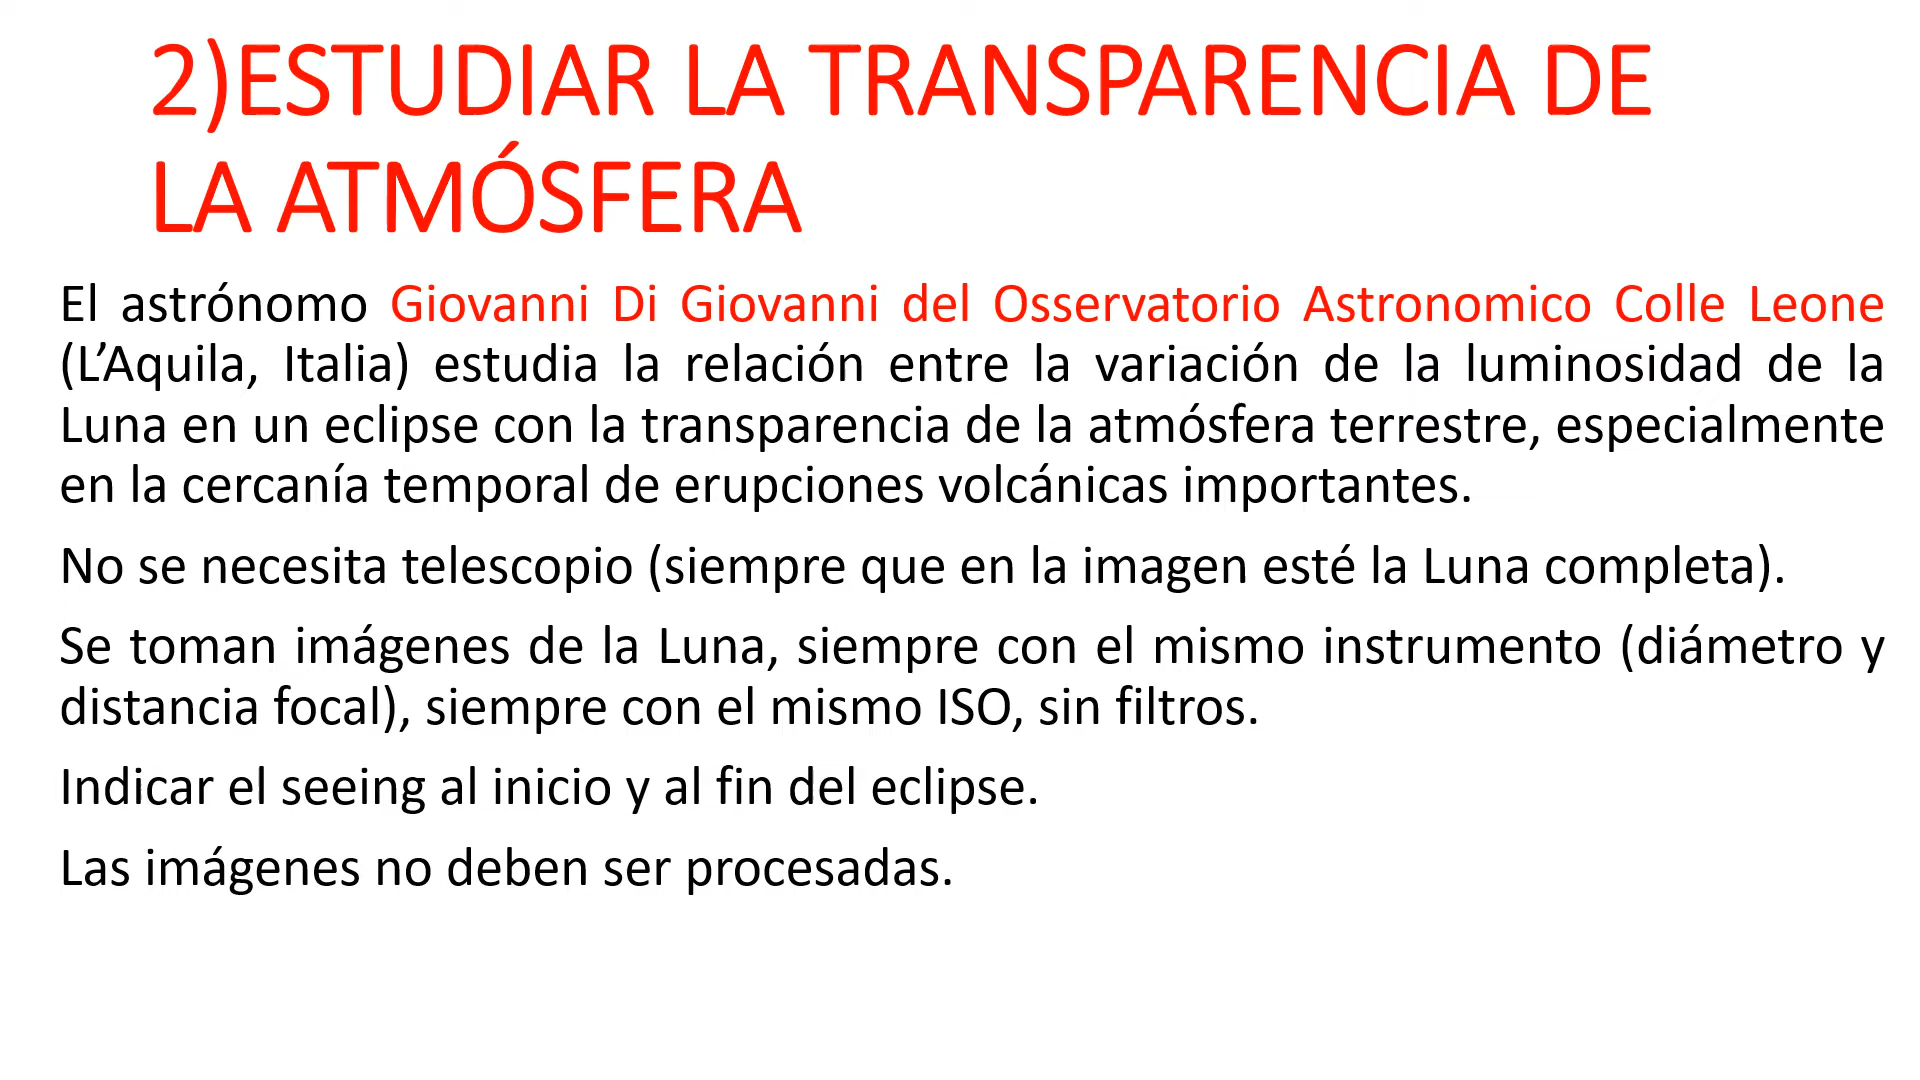 2)ESTUDIAR LA TRANSPARENCIA DE
LA ATMÓSFERA
El astrónomo Giovanni Di Giovanni del Osservatorio Astronomico Colle Leone
(L’Aquila, Italia) estudia la relación entre la variación de la luminosidad de la
Luna en un eclipse con la transparencia de la atmósfera terrestre, especialmente
en la cercanía temporal de erupciones volcánicas importantes.
No se necesita telescopio (siempre que en la imagen esté la Luna completa).
Se toman imágenes de la Luna, siempre con el mismo instrumento (diámetro y
distancia focal), siempre con el mismo ISO, sin filtros.
Indicar el seeing al inicio y al fin del eclipse.
Las imágenes no deben ser procesadas.